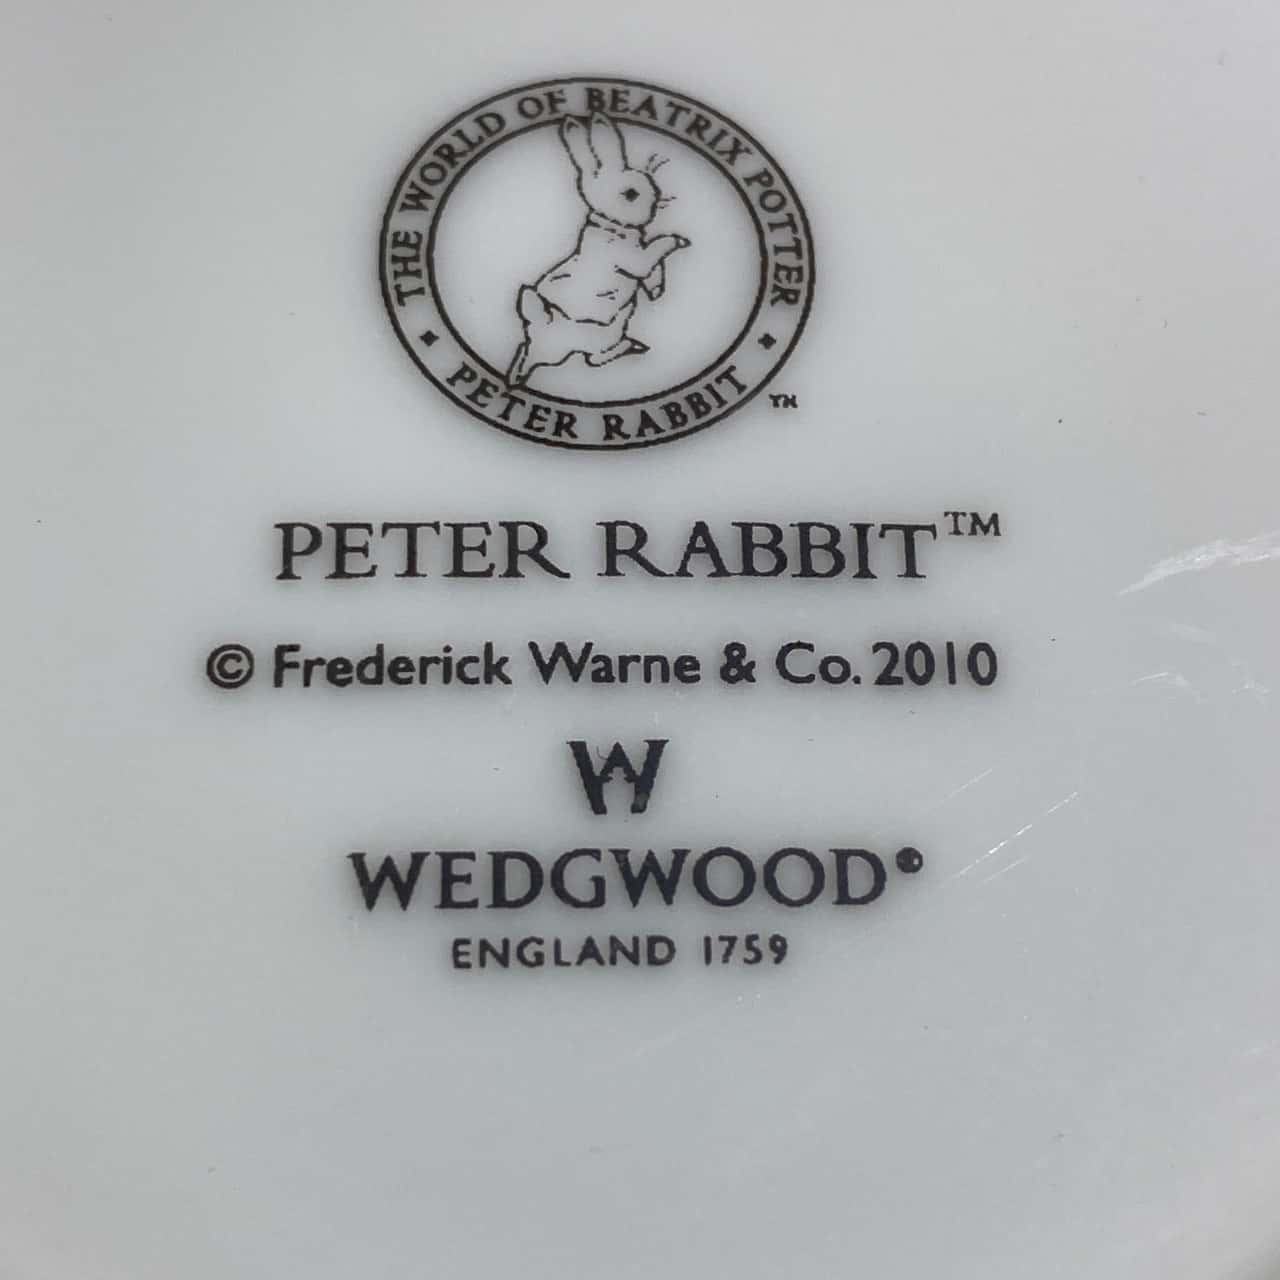 THE WORLD OF BEATRIX POTTER
• PETER RABBIT •
TM
PETER RABBIT™
© Frederick Warne & Co. 2010
W
WEDGWOOD®
ENGLAND 1759